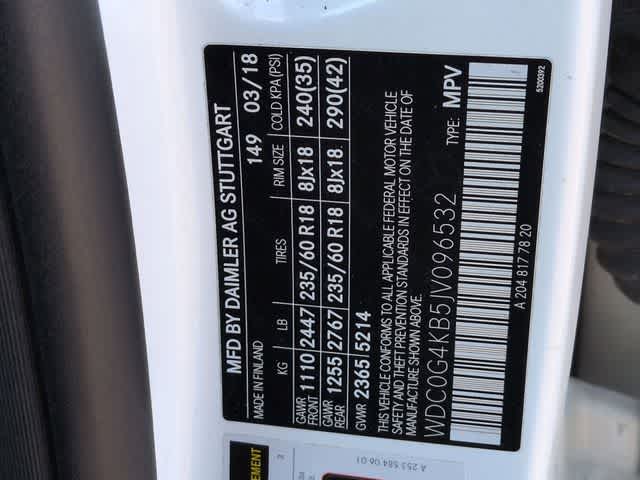 MFD BY DAIMLER AG STUTTGART
MADE IN FINLAND 149 03/18
KG LB TIRES RIM SIZE COLD KPA(PSI)
GAWR FRONT 1110 2447 235/60 R18 8Jx18 240(35)
GAWR REAR 1255 2767 235/60 R18 8Jx18 290(42)
GVWR 2365 5214
THIS VEHICLE CONFORMS TO ALL APPLICABLE FEDERAL MOTOR VEHICLE
SAFETY AND THEFT PREVENTION STANDARDS IN EFFECT ON THE DATE OF
MANUFACTURE SHOWN ABOVE.
WDC0G4KB5JV096532 TYPE: MPV
A 204 817 78 20
5200392
EMENT
A 253 584 06 01